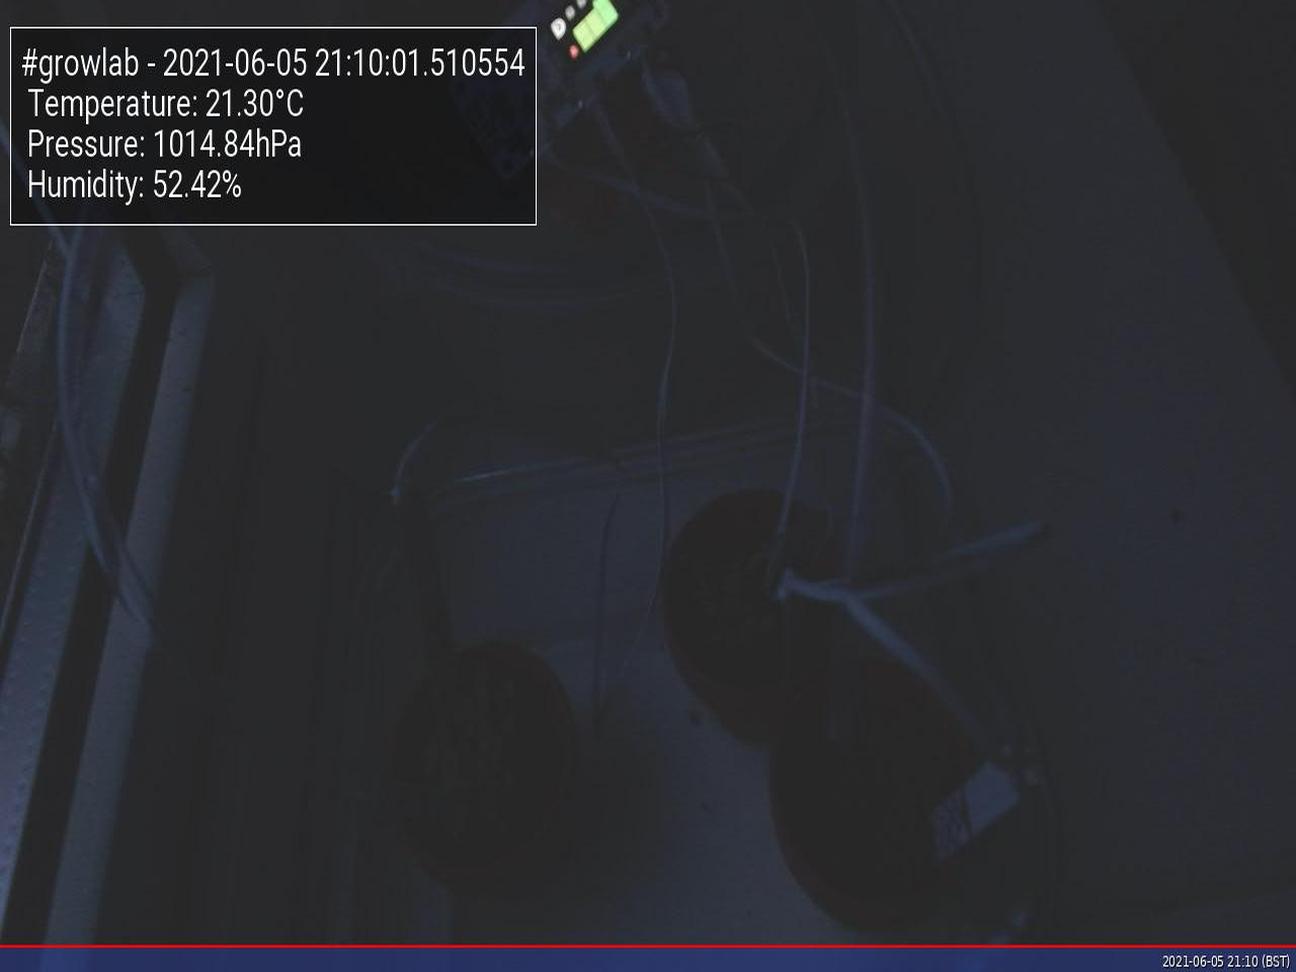 #growlab - 2021-06-05 21:10:01.510554
Temperature: 21.30°C
Pressure: 1014.84hPa
Humidity: 52.42%
2021-06-05 21:10 (BST)